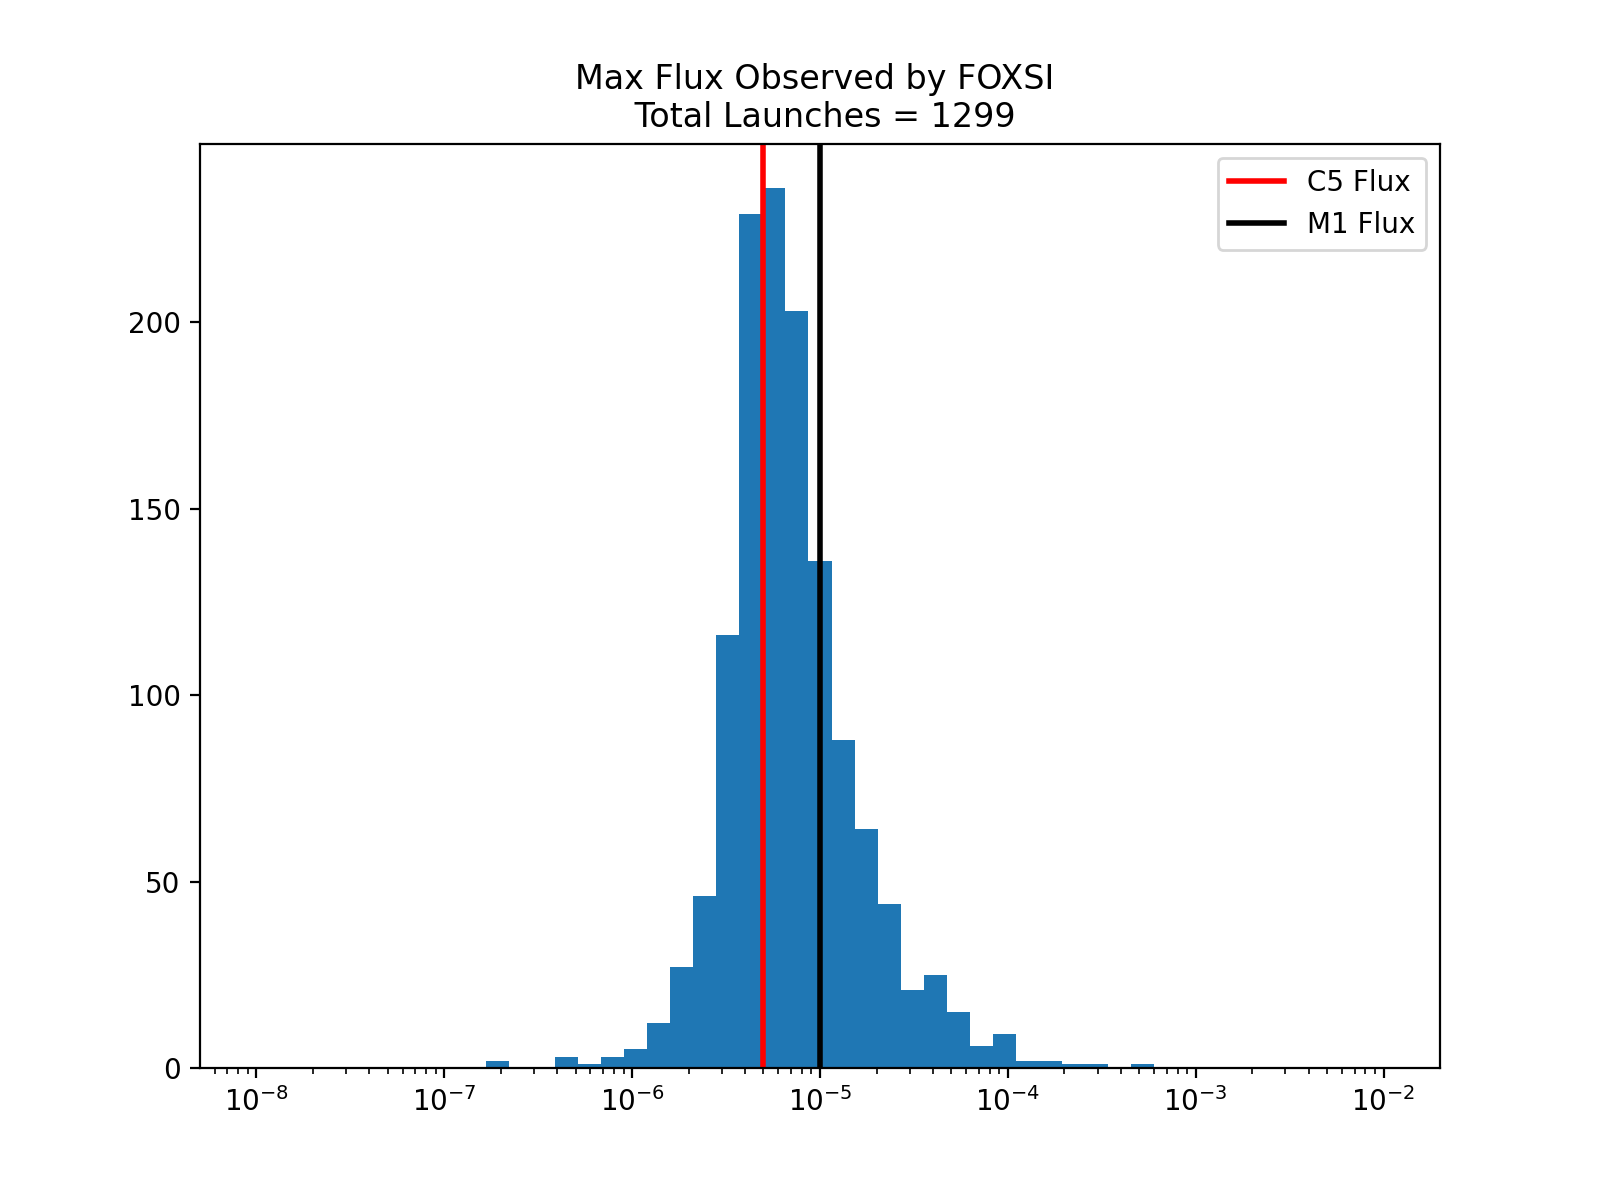 Max Flux Observed by FOXSI
Total Launches = 1299
C5 Flux
M1 Flux
200
150
100
50
0
10⁻⁸ 10⁻⁷ 10⁻⁶ 10⁻⁵ 10⁻⁴ 10⁻³ 10⁻²